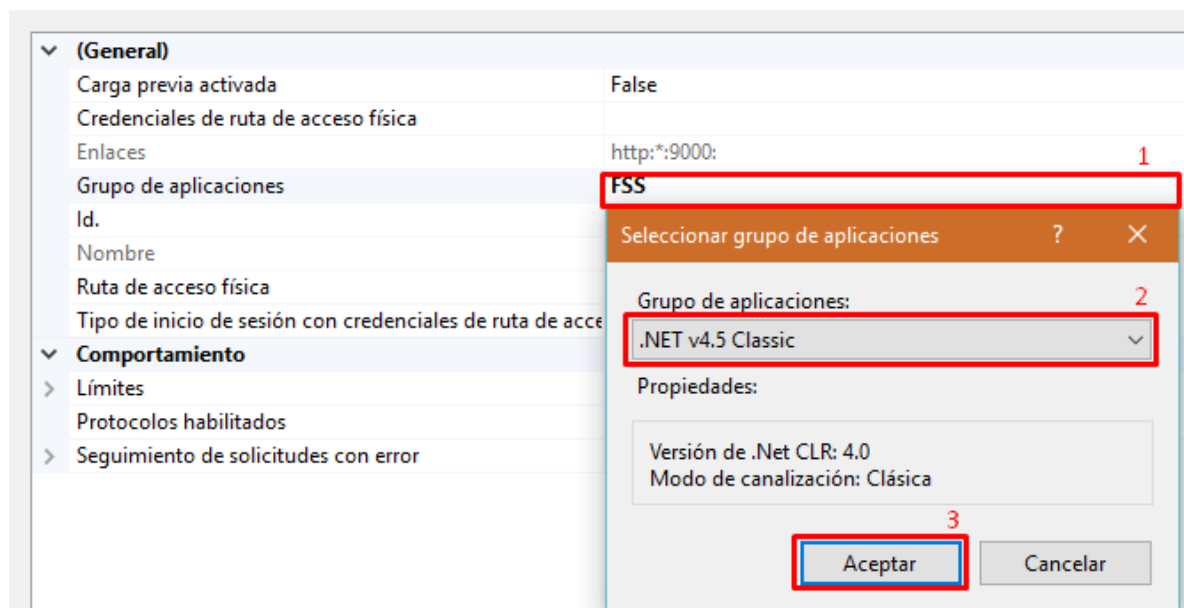 (General)
Carga previa activada False
Credenciales de ruta de acceso física
Enlaces http:*:9000:
1
Grupo de aplicaciones FSS
Id.
Nombre
Ruta de acceso física
Tipo de inicio de sesión con credenciales de ruta de acce
Comportamiento
Límites
Protocolos habilitados
Seguimiento de solicitudes con error
Seleccionar grupo de aplicaciones ? ×
Grupo de aplicaciones:
2
.NET v4.5 Classic
Propiedades:
Versión de .Net CLR: 4.0
Modo de canalización: Clásica
3
Aceptar Cancelar